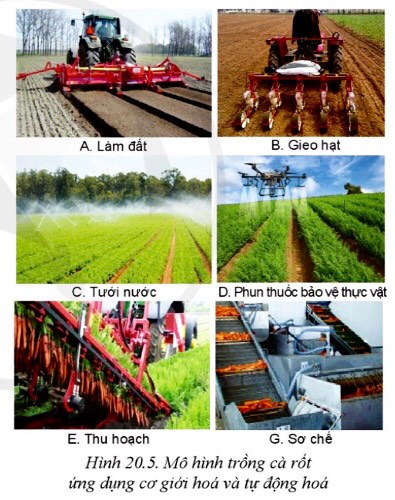 A. Làm đất
B. Gieo hạt
C. Tưới nước
D. Phun thuốc bảo vệ thực vật
E. Thu hoạch
G. Sơ chế
Hình 20.5. Mô hình trồng cà rốt
ứng dụng cơ giới hoá và tự động hoá